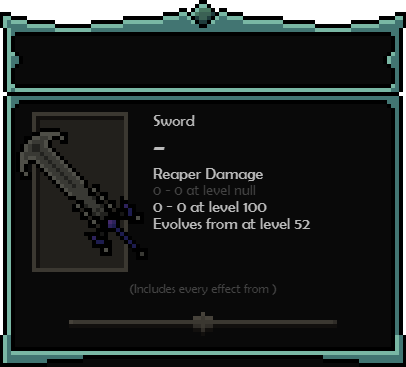 Sword
–
Reaper Damage
0 - 0 at level null
0 - 0 at level 100
Evolves from at level 52
(Includes every effect from )